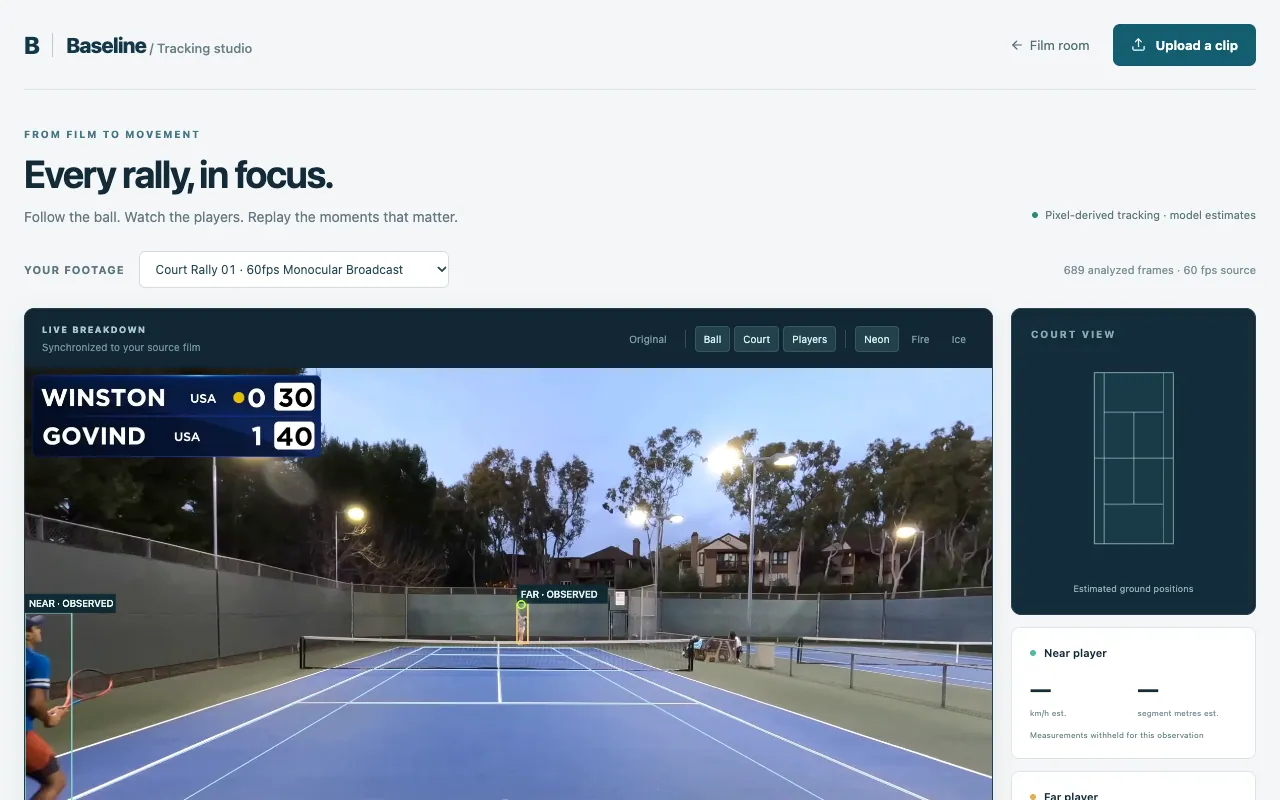 B Baseline / Tracking studio
← Film room
Upload a clip
FROM FILM TO MOVEMENT
Every rally, in focus.
Follow the ball. Watch the players. Replay the moments that matter.
Pixel-derived tracking · model estimates
YOUR FOOTAGE
Court Rally 01 · 60fps Monocular Broadcast
689 analyzed frames · 60 fps source
LIVE BREAKDOWN
Synchronized to your source film
Original Ball Court Players Neon Fire Ice
WINSTON USA 0 30
GOVIND USA 1 40
NEAR · OBSERVED
FAR · OBSERVED
COURT VIEW
Estimated ground positions
Near player
— —
km/h est. segment metres est.
Measurements withheld for this observation
Far player